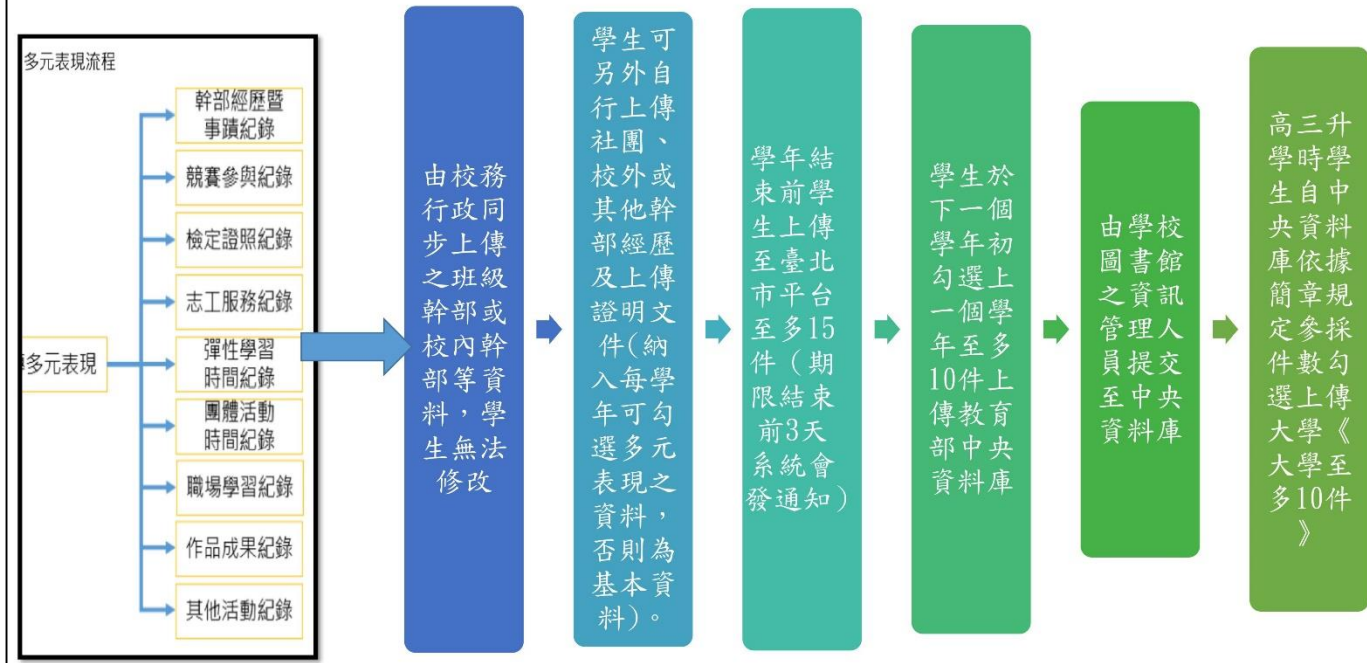 多元表現流程
多元表現
幹部經歷暨
事蹟紀錄
競賽參與紀錄
檢定證照紀錄
志工服務紀錄
彈性學習
時間紀錄
團體活動
時間紀錄
職場學習紀錄
作品成果紀錄
其他活動紀錄
由校務
行政同
步上傳
之班級
幹部或
校內幹
部等資
料，學
生無法
修改
學生可
另外自
行上傳
社團、
校外或
其他幹
部經歷
及上傳
證明文
件(納
入每學
年可勾
選多元
表現之
資料，
否則為
基本資
料)。
學年結
束前學
生上傳
至臺北
市平台
至多15
件（期
限結束
前3天
系統會
發通知）
學生於
下一個
學年初
勾選上
一個學
年至多
10件上
傳教育
部中央
資料庫
由學校
圖書館
之資訊
管理人
員提交
至中央
資料庫
高三升
學時學
生自中
央資料
庫依據
簡章規
定參採
件數勾
選上傳
大學《
大學至
多10件
》